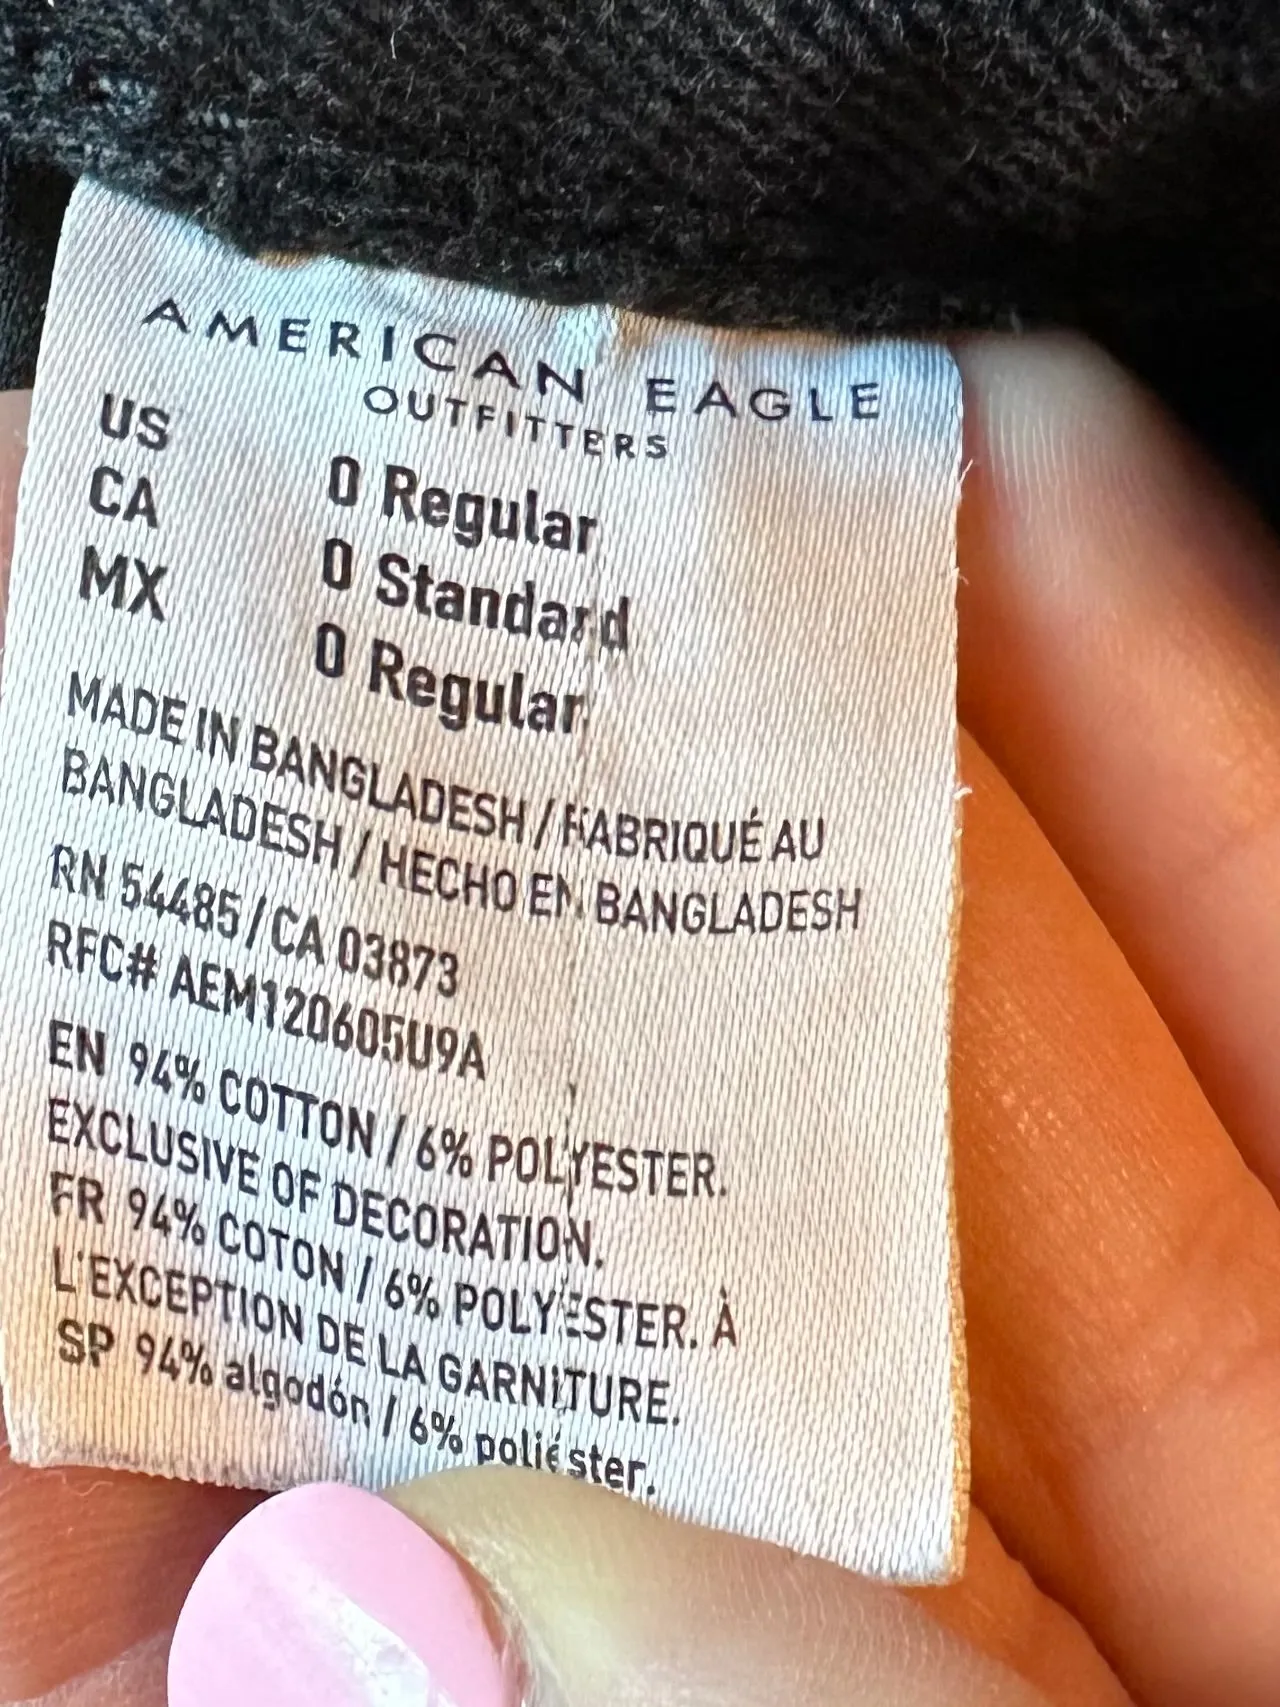 AMERICAN EAGLE
OUTFITTERS
US 0 Regular
CA 0 Standard
MX 0 Regular
MADE IN BANGLADESH / FABRIQUÉ AU
BANGLADESH / HECHO EN BANGLADESH
RN 54485 / CA 03873
RFC# AEM120605U9A
EN 94% COTTON / 6% POLYESTER.
EXCLUSIVE OF DECORATION.
FR 94% COTON / 6% POLYESTER. À
L'EXCEPTION DE LA GARNITURE.
SP 94% algodón / 6% poliéster.